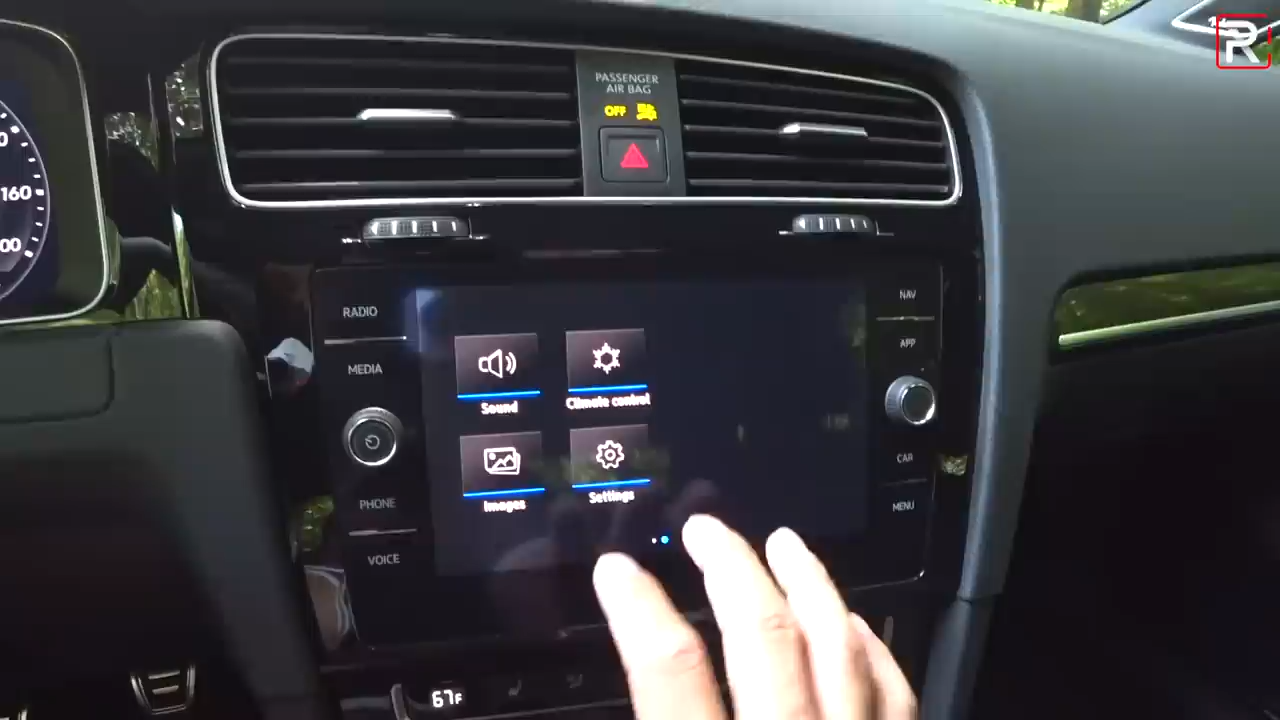 PASSENGER
AIR BAG
OFF
160
RADIO
MEDIA
PHONE
VOICE
Sound
Climate control
Images
Settings
NAV
APP
CAR
MENU
67F
R